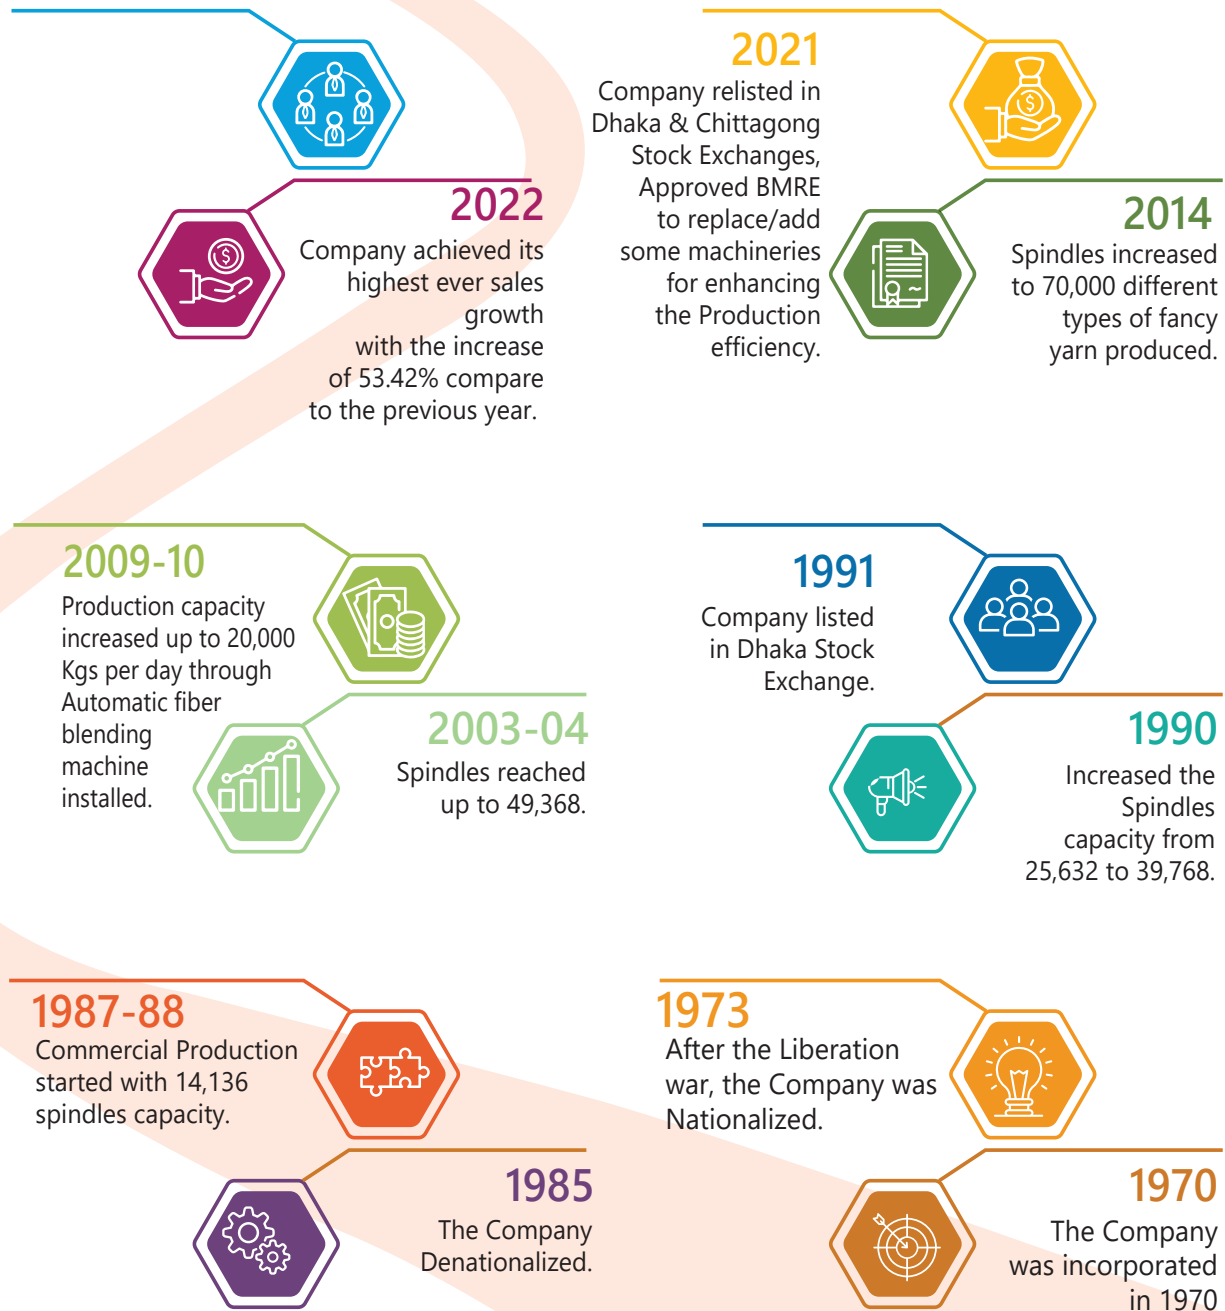 2022
Company achieved its
highest ever sales
growth
with the increase
of 53.42% compare
to the previous year.
2021
Company relisted in
Dhaka & Chittagong
Stock Exchanges,
Approved BMRE
to replace/add
some machineries
for enhancing
the Production
efficiency.
2014
Spindles increased
to 70,000 different
types of fancy
yarn produced.
2009-10
Production capacity
increased up to 20,000
Kgs per day through
Automatic fiber
blending
machine
installed.
2003-04
Spindles reached
up to 49,368.
1991
Company listed
in Dhaka Stock
Exchange.
1990
Increased the
Spindles
capacity from
25,632 to 39,768.
1987-88
Commercial Production
started with 14,136
spindles capacity.
1985
The Company
Denationalized.
1973
After the Liberation
war, the Company was
Nationalized.
1970
The Company
was incorporated
in 1970